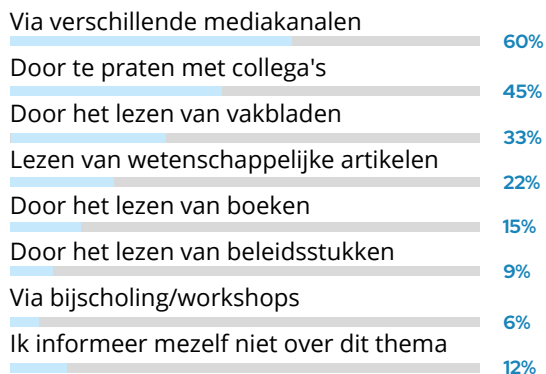 Via verschillende mediakanalen
60%
Door te praten met collega's
45%
Door het lezen van vakbladen
33%
Lezen van wetenschappelijke artikelen
22%
Door het lezen van boeken
15%
Door het lezen van beleidsstukken
9%
Via bijscholing/workshops
6%
Ik informeer mezelf niet over dit thema
12%